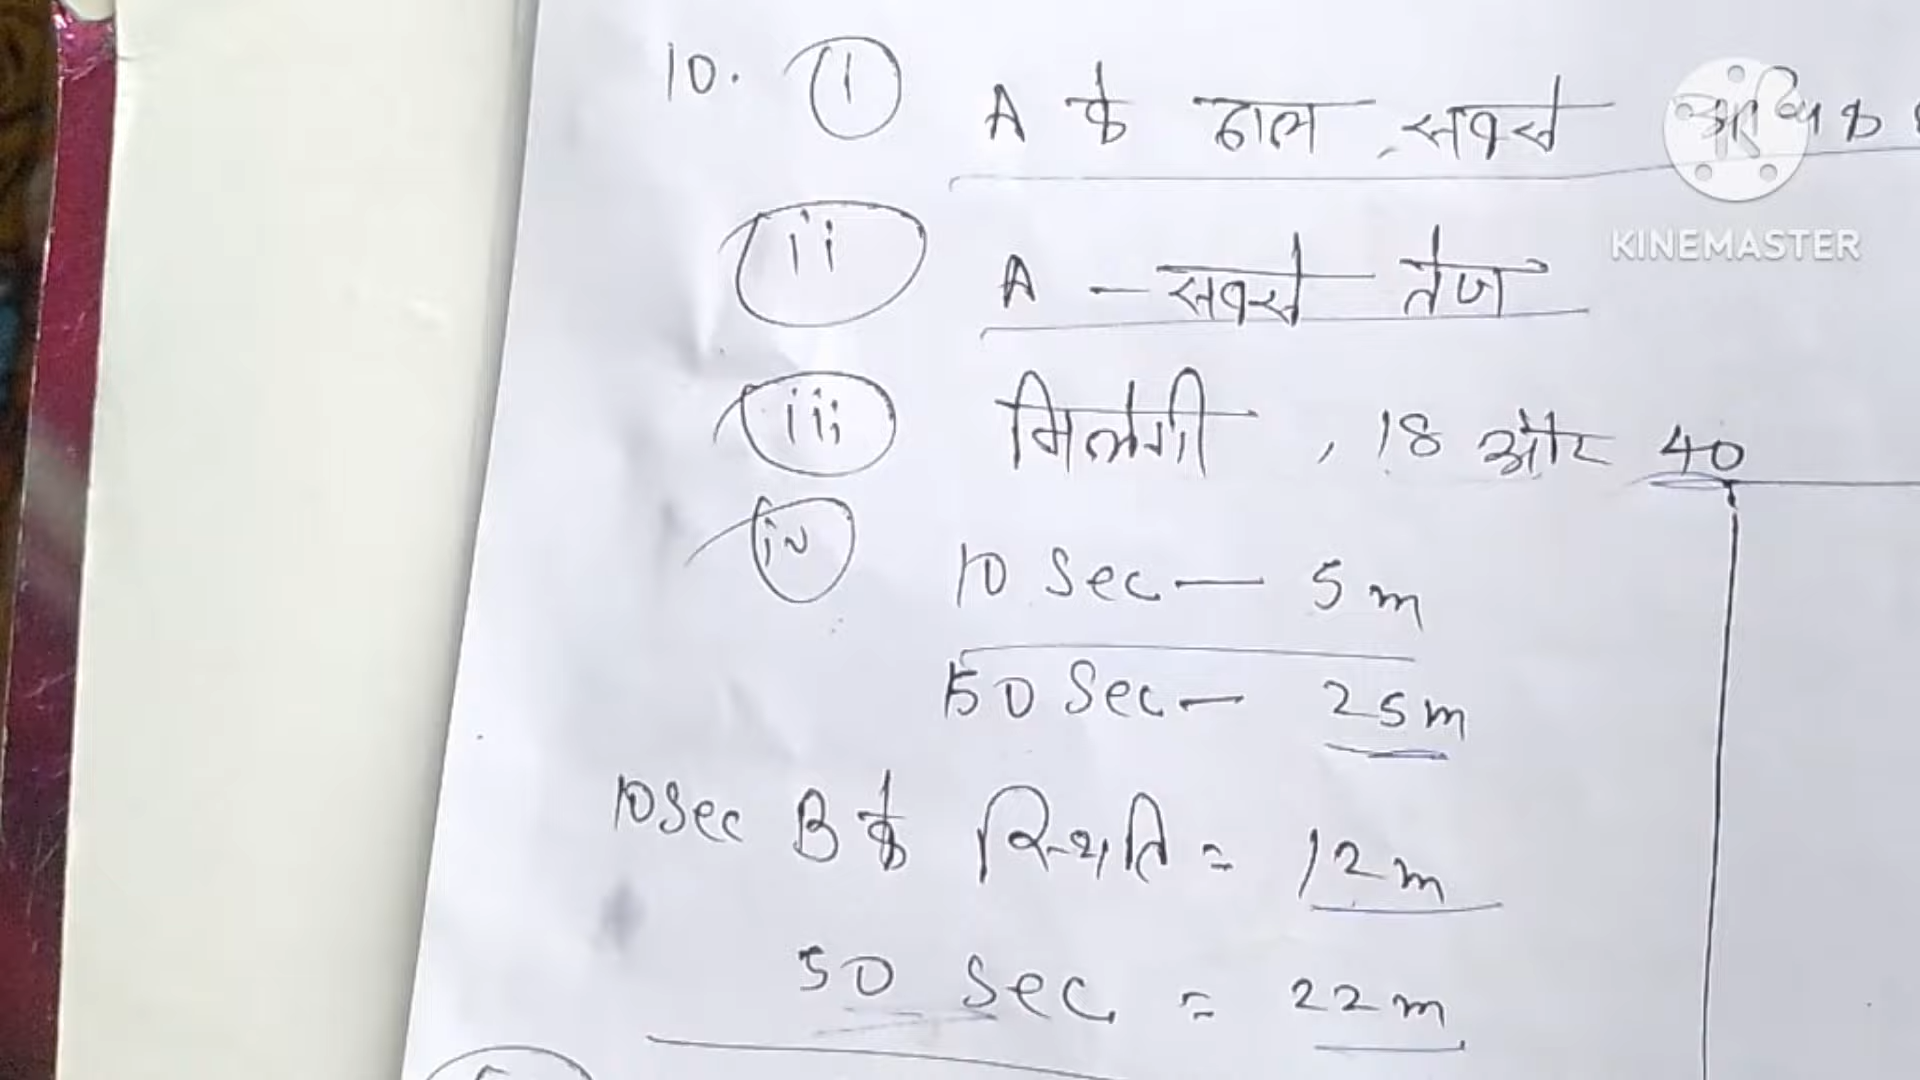 10. (i) A के ढाल सबसे अधिक
(ii) A – सबसे तेज
(iii) मिलेगी, 18 और 40
(iv) 10 Sec — 5 m
50 Sec — 25 m
10 Sec B के स्थिति = 12 m
50 Sec = 22 m
KINEMASTER